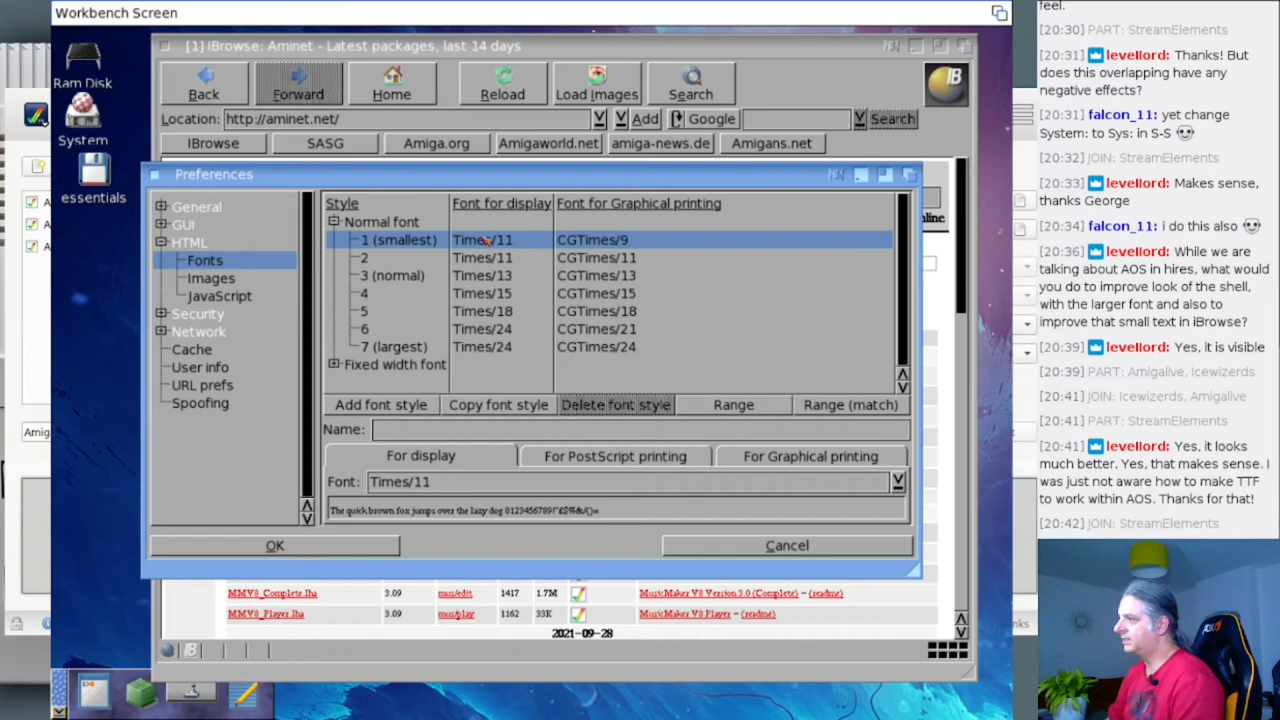 Workbench Screen
Ram Disk
System
essentials
[1] IBrowse: Aminet - Latest packages, last 14 days
Back
Forward
Home
Reload
Load Images
Search
Location: http://aminet.net/
Add
Google
Search
IBrowse
SASG
Amiga.org
Amigaworld.net
amiga-news.de
Amigans.net
Preferences
General
GUI
HTML
Fonts
Images
JavaScript
Security
Network
Cache
User info
URL prefs
Spoofing
Style Font for display Font for Graphical printing
Normal font
1 (smallest) Times/11 CGTimes/9
2 Times/11 CGTimes/11
3 (normal) Times/13 CGTimes/13
4 Times/15 CGTimes/15
5 Times/18 CGTimes/18
6 Times/24 CGTimes/21
7 (largest) Times/24 CGTimes/24
Fixed width font
Add font style
Copy font style
Delete font style
Range
Range (match)
Name:
For display
For PostScript printing
For Graphical printing
Font: Times/11
The quick brown fox jumps over the lazy dog
OK
Cancel
MMV8_Complete.lha 3.09 mus/edit 1417 1.7M MusicMaker V8 Version 3.0 (Complete) – (readme)
MMV8_Player.lha 3.09 mus/play 1162 33K MusicMaker V8 Player – (readme)
2021-09-28
feel.
[20:30] PART: StreamElements
[20:31] levellord: Thanks! But
does this overlapping have any
negative effects?
[20:31] falcon_11: yet change
System: to Sys: in S-S
[20:32] JOIN: StreamElements
[20:33] levellord: Makes sense,
thanks George
[20:34] falcon_11: i do this also
[20:36] levellord: While we are
talking about AOS in hires, what would
you do to improve look of the shell,
with the larger font and also to
improve that small text in iBrowse?
[20:39] levellord: Yes, it is visible
[20:39] PART: Amigalive, Icewizerds
[20:41] JOIN: Icewizerds, Amigalive
[20:41] PART: StreamElements
[20:41] levellord: Yes, it looks
much better. Yes, that makes sense. I
was just not aware how to make TTF
to work within AOS. Thanks for that!
[20:42] JOIN: StreamElements